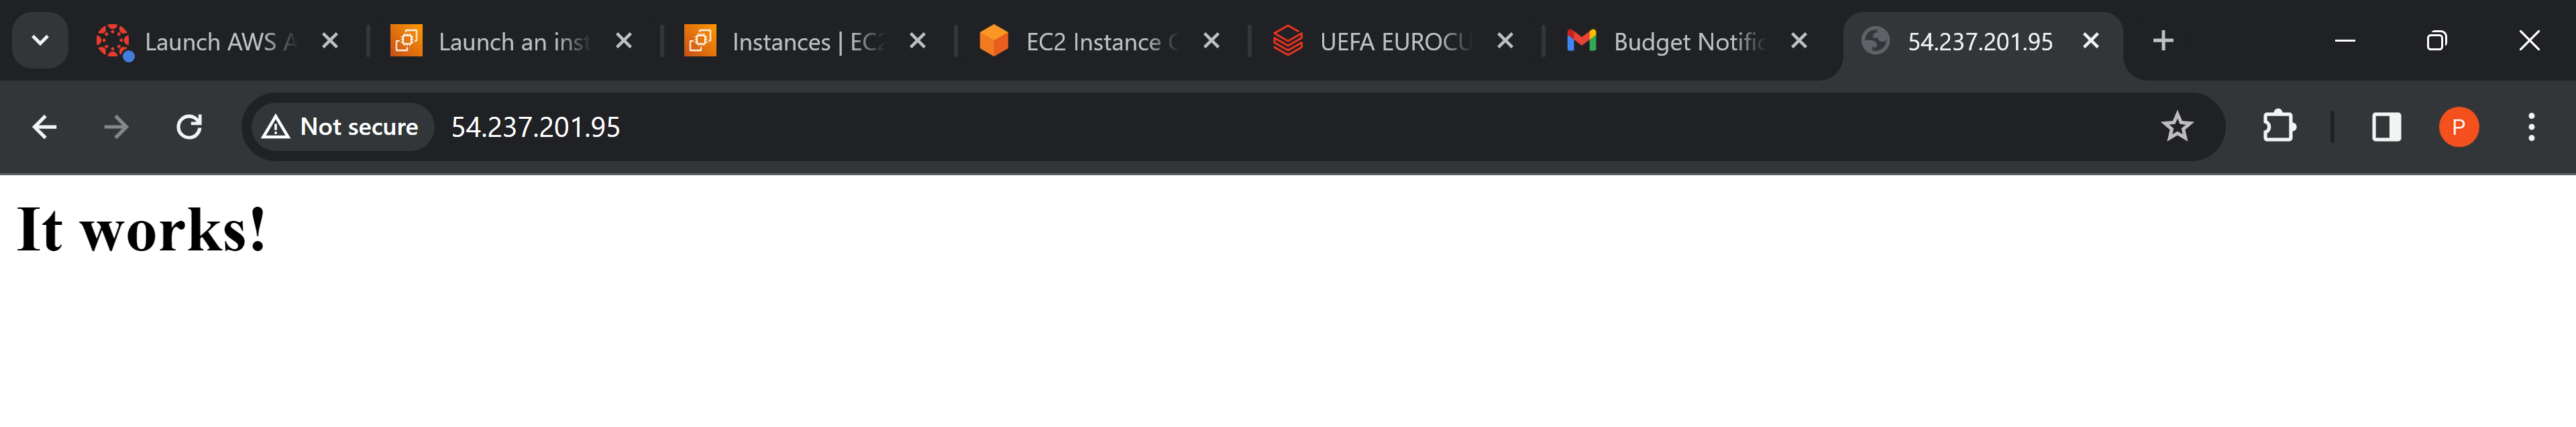 Launch AWS A
Launch an inst
Instances | EC2
EC2 Instance C
UEFA EUROCU
Budget Notific
54.237.201.95
Not secure
54.237.201.95
P
It works!